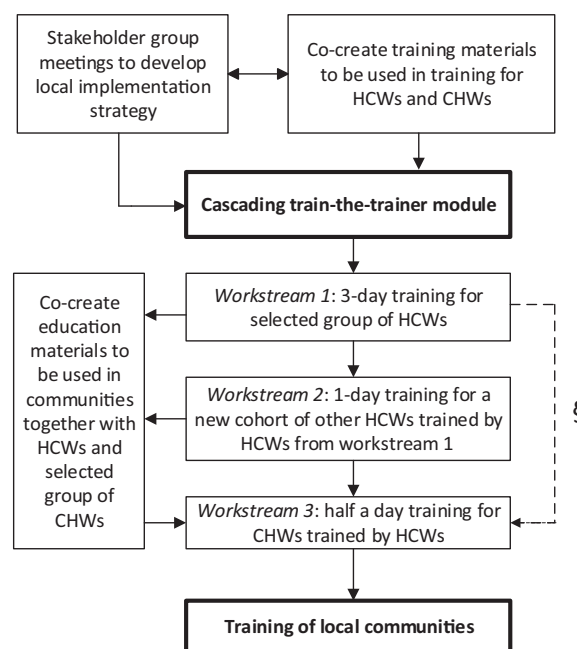 Stakeholder group
meetings to develop
local implementation
strategy
Co-create training materials
to be used in training for
HCWs and CHWs
Cascading train-the-trainer module
Workstream 1: 3-day training for
selected group of HCWs
Co-create
education
materials to
be used in
communities
together with
HCWs and
selected
group of
CHWs
Workstream 2: 1-day training for a
new cohort of other HCWs trained by
HCWs from workstream 1
Workstream 3: half a day training for
CHWs trained by HCWs
Training of local communities